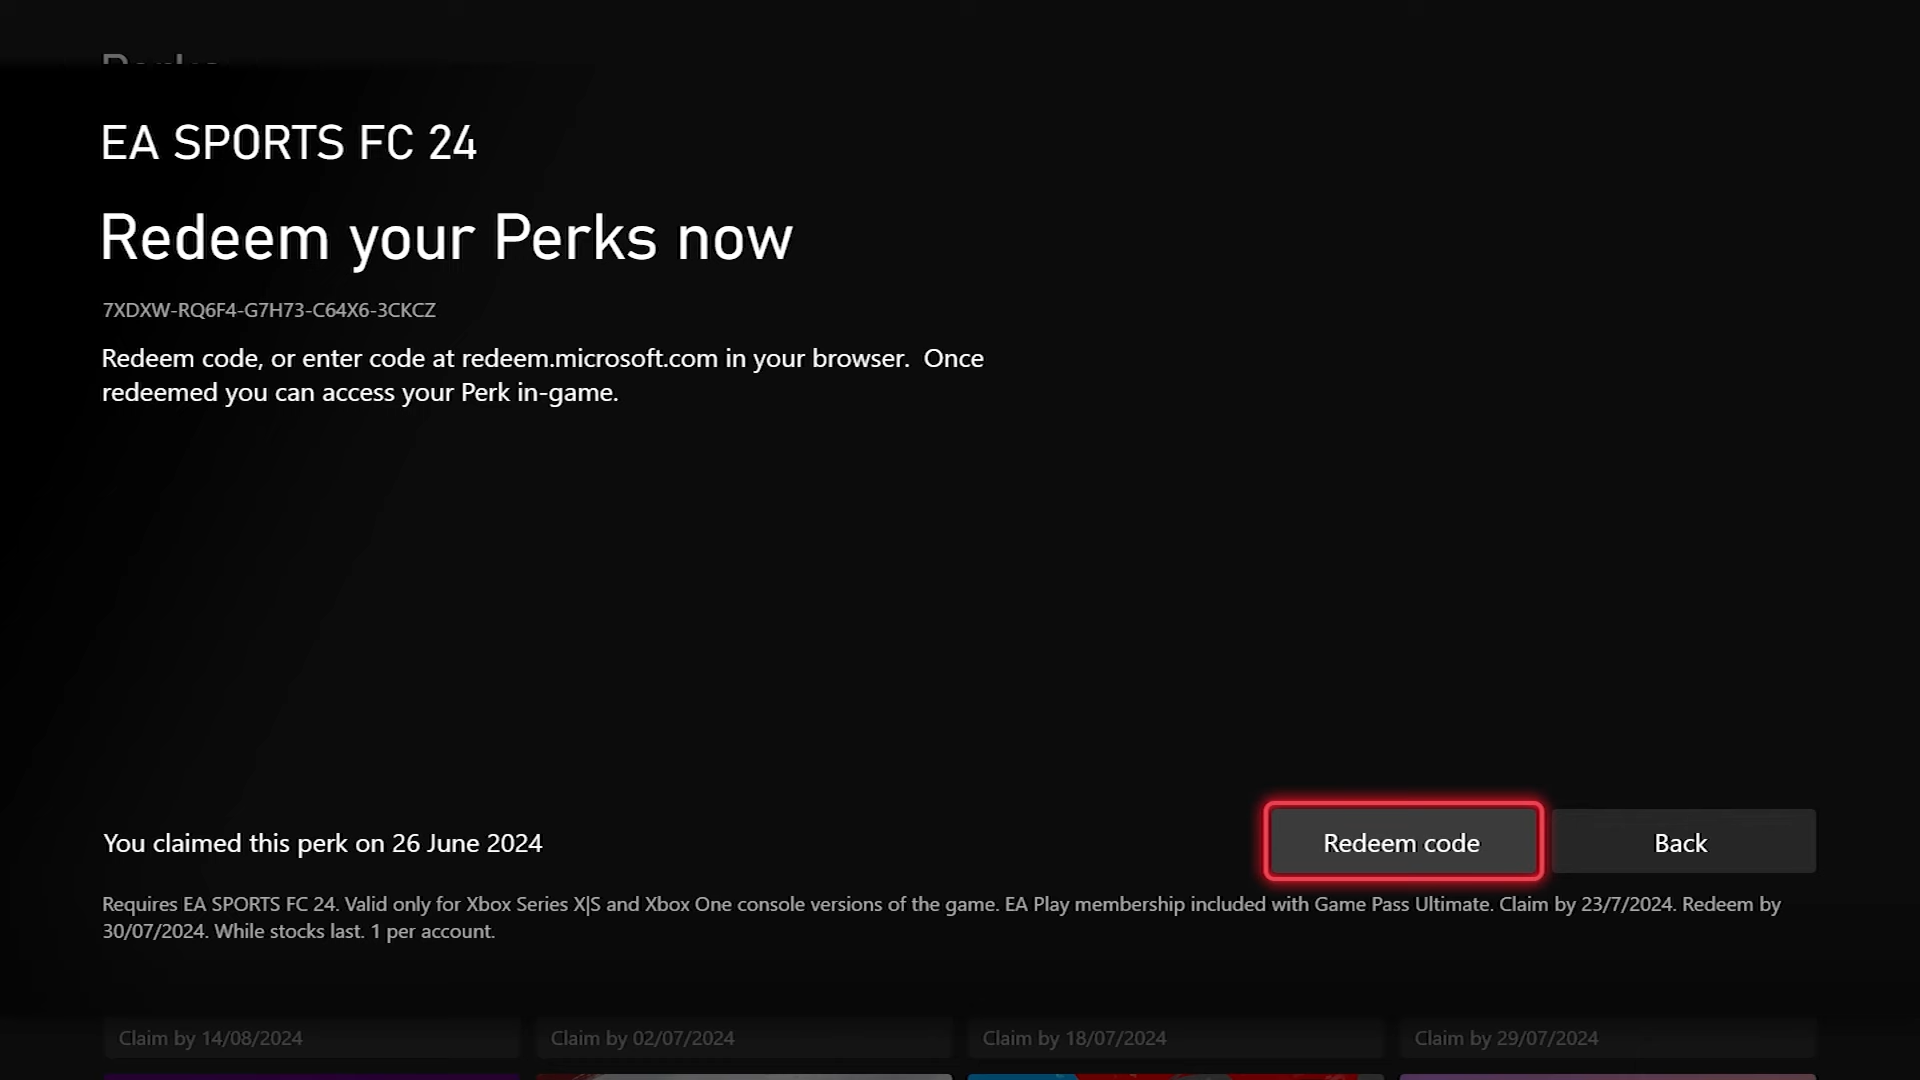 Perks
EA SPORTS FC 24
Redeem your Perks now
7XDXW-RQ6F4-G7H73-C64X6-3CKCZ
Redeem code, or enter code at redeem.microsoft.com in your browser.  Once
redeemed you can access your Perk in-game.
You claimed this perk on 26 June 2024
Redeem code
Back
Requires EA SPORTS FC 24. Valid only for Xbox Series X|S and Xbox One console versions of the game. EA Play membership included with Game Pass Ultimate. Claim by 23/7/2024. Redeem by
30/07/2024. While stocks last. 1 per account.
Claim by 14/08/2024
Claim by 02/07/2024
Claim by 18/07/2024
Claim by 29/07/2024